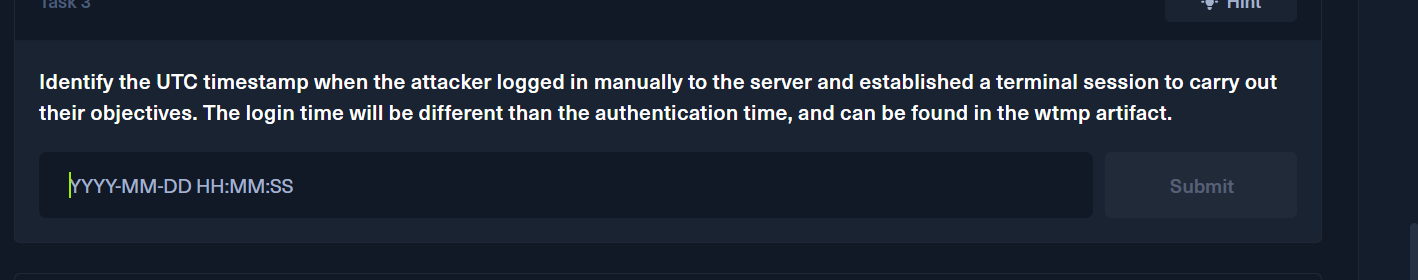 Task 3
Hint
Identify the UTC timestamp when the attacker logged in manually to the server and established a terminal session to carry out
their objectives. The login time will be different than the authentication time, and can be found in the wtmp artifact.
YYYY-MM-DD HH:MM:SS
Submit